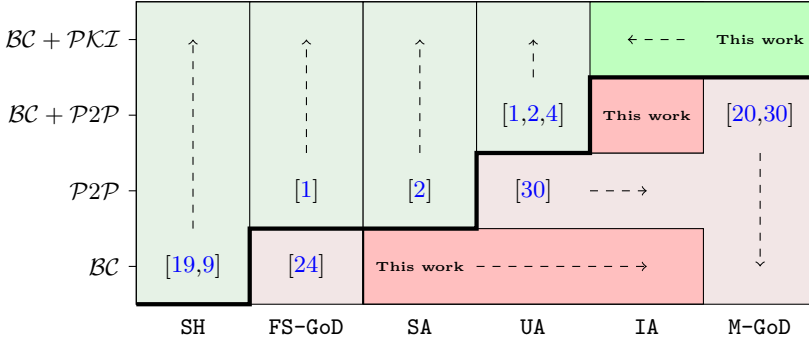 BC + PKI This work
BC + P2P [1,2,4] This work [20,30]
P2P [1] [2] [30]
BC [19,9] [24] This work
SH FS-GoD SA UA IA M-GoD